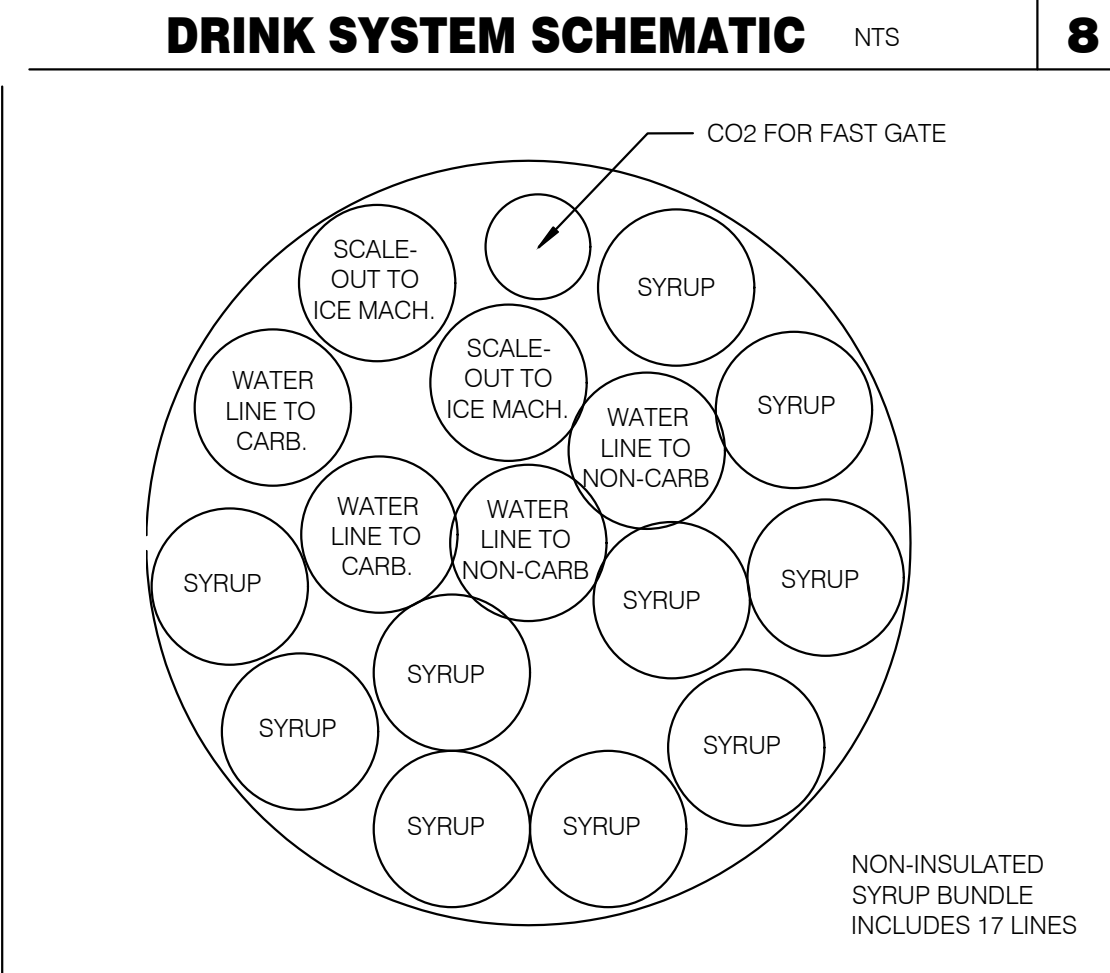 DRINK SYSTEM SCHEMATIC NTS 8
CO2 FOR FAST GATE
SCALE-
OUT TO
ICE MACH.
SYRUP
SCALE-
OUT TO
ICE MACH.
WATER
LINE TO
CARB.
SYRUP
WATER
LINE TO
NON-CARB
WATER
LINE TO
CARB.
WATER
LINE TO
NON-CARB
SYRUP
SYRUP
SYRUP
SYRUP
SYRUP
SYRUP
SYRUP
SYRUP
NON-INSULATED
SYRUP BUNDLE
INCLUDES 17 LINES